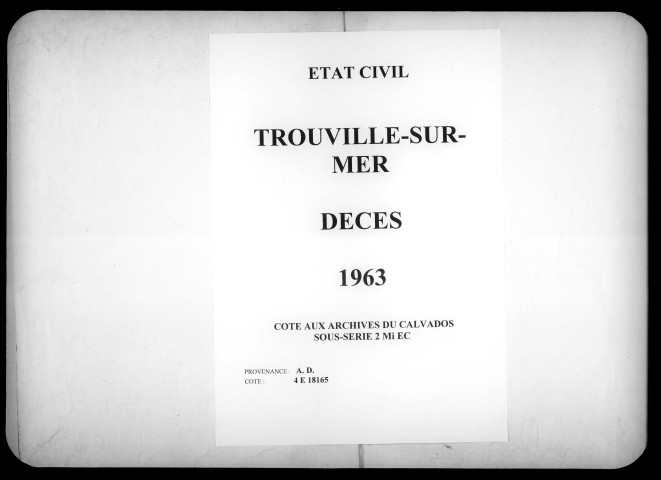 ETAT CIVIL
TROUVILLE-SUR-
MER
DECES
1963
COTE AUX ARCHIVES DU CALVADOS
SOUS-SERIE 2 Mi EC
PROVENANCE : A. D.
COTE : 4 E 18165